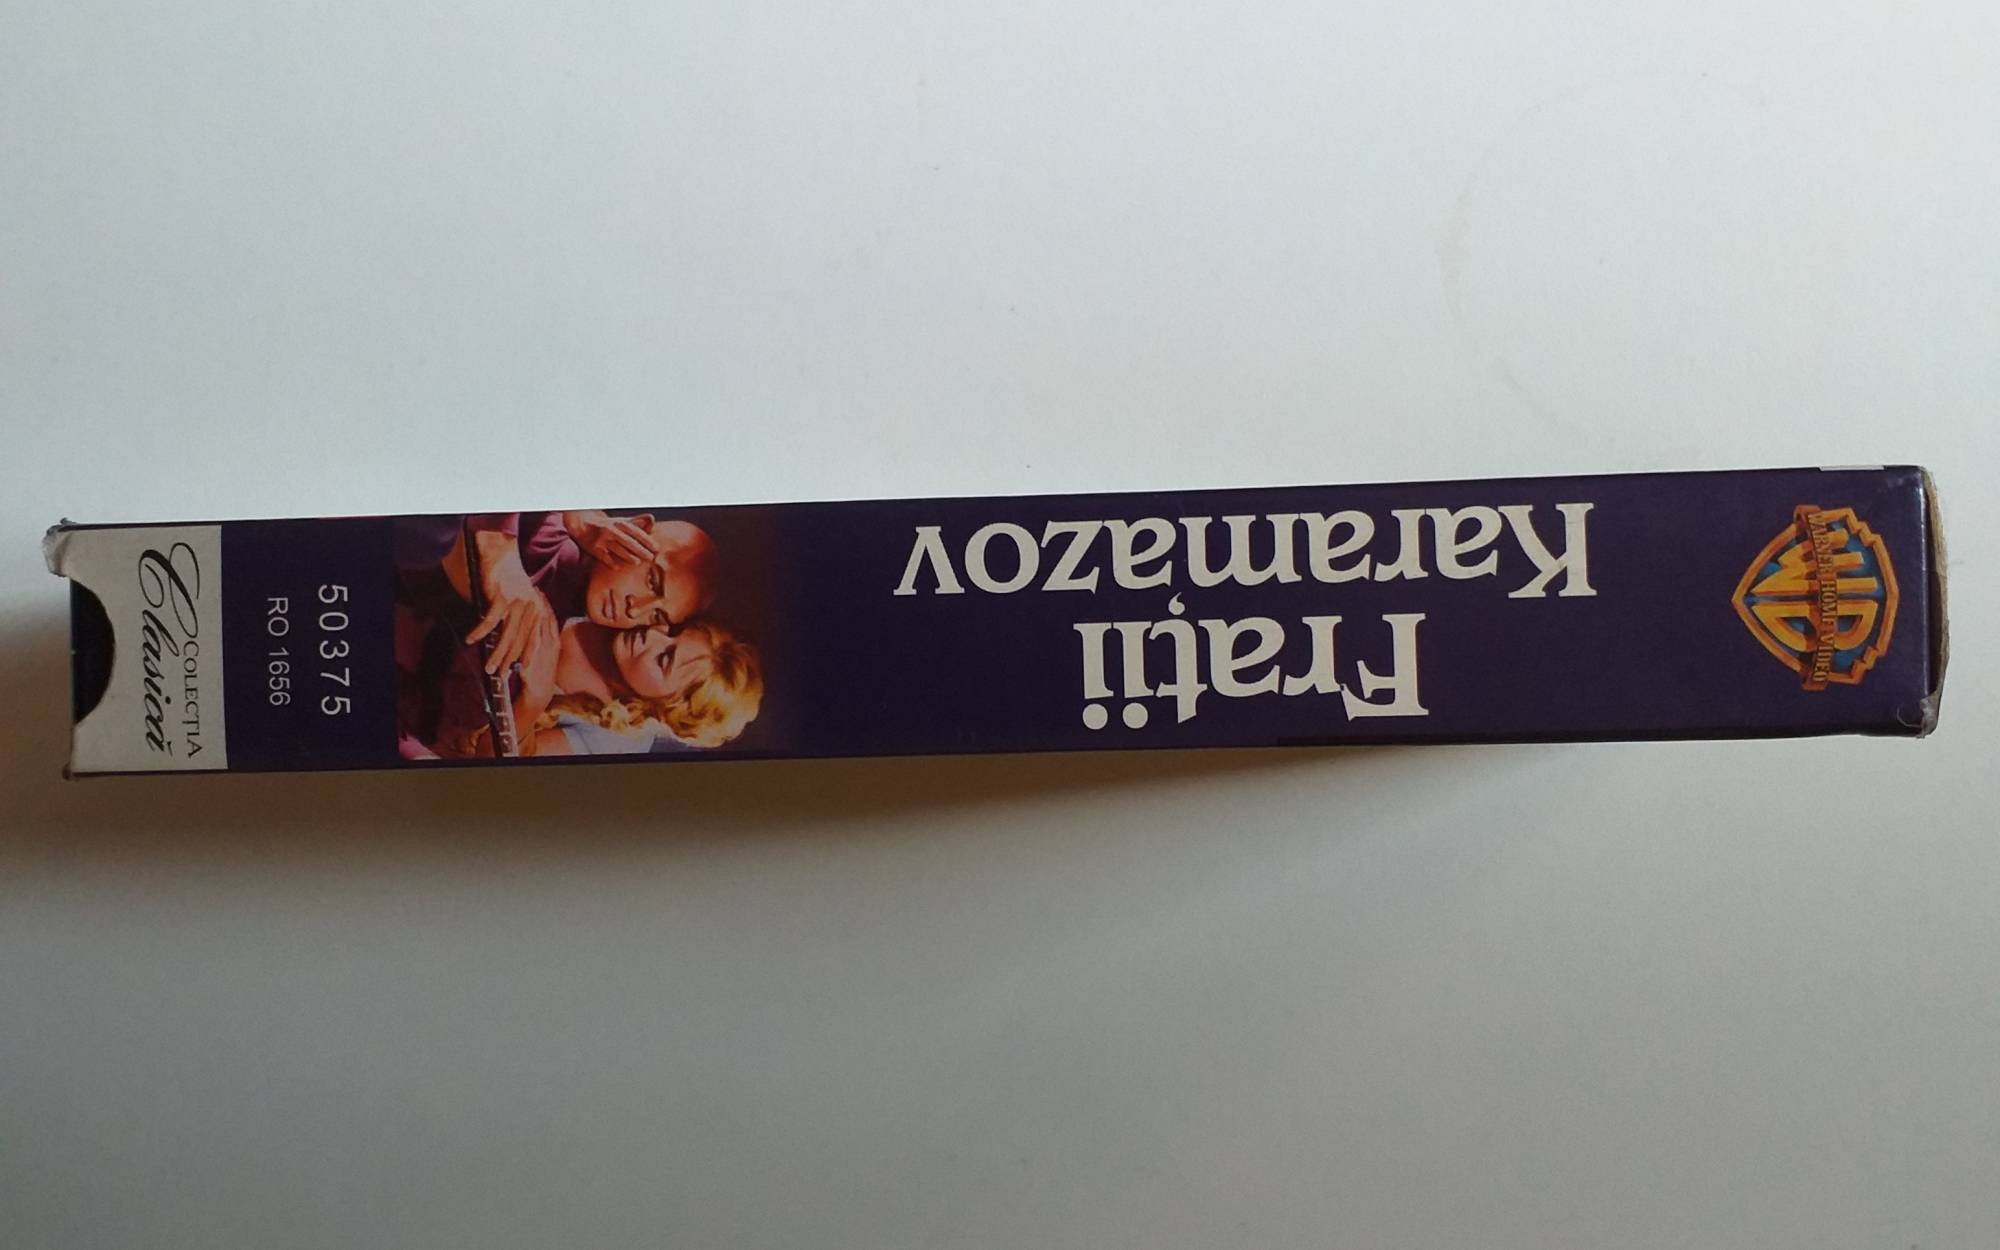 WARNER HOME VIDEO
Frații
Karamazov
50375
RO 1656
COLECTIA
Clasică